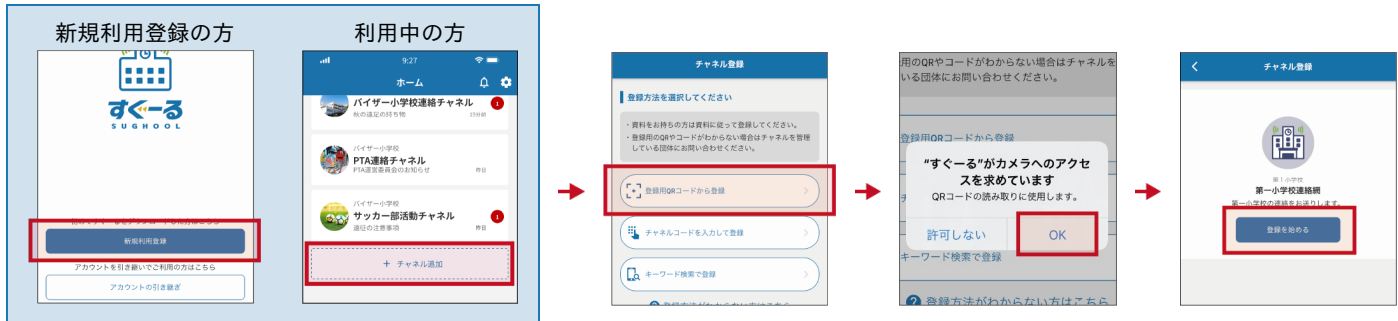 新規利用登録の方
すぐーる
SUGHOOL
新規利用登録
アカウントを引き継いでご利用の方はこちら
アカウントの引き継ぎ
利用中の方
9:27
ホーム
バイザー小学校連絡チャネル
1
秋の遠足の持ち物
15分前
バイザー小学校
PTA連絡チャネル
PTA運営委員会のお知らせ
昨日
バイザー小学校
サッカー部活動チャネル
1
遠征の注意事項
昨日
+ チャネル追加
チャネル登録
登録方法を選択してください
・資料をお持ちの方は資料に従って登録してください。
・登録用のQRやコードがわからない場合はチャネルを管理
している団体にお問い合わせください。
登録用QRコードから登録
チャネルコードを入力して登録
キーワード検索で登録
登録方法がわからない方はこちら
用のQRやコードがわからない場合はチャネルを
いる団体にお問い合わせください。
登録用QRコードから登録
“すぐーる”がカメラへのアクセ
スを求めています
QRコードの読み取りに使用します。
許可しない
OK
キーワード検索で登録
登録方法がわからない方はこちら
チャネル登録
第1小学校
第一小学校連絡網
第一小学校の連絡をお送りします。
登録を始める